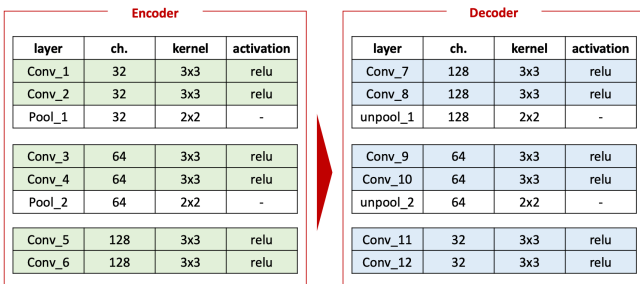 Encoder
layer ch. kernel activation
Conv_1 32 3x3 relu
Conv_2 32 3x3 relu
Pool_1 32 2x2 -
Conv_3 64 3x3 relu
Conv_4 64 3x3 relu
Pool_2 64 2x2 -
Conv_5 128 3x3 relu
Conv_6 128 3x3 relu
Decoder
layer ch. kernel activation
Conv_7 128 3x3 relu
Conv_8 128 3x3 relu
unpool_1 128 2x2 -
Conv_9 64 3x3 relu
Conv_10 64 3x3 relu
unpool_2 64 2x2 -
Conv_11 32 3x3 relu
Conv_12 32 3x3 relu